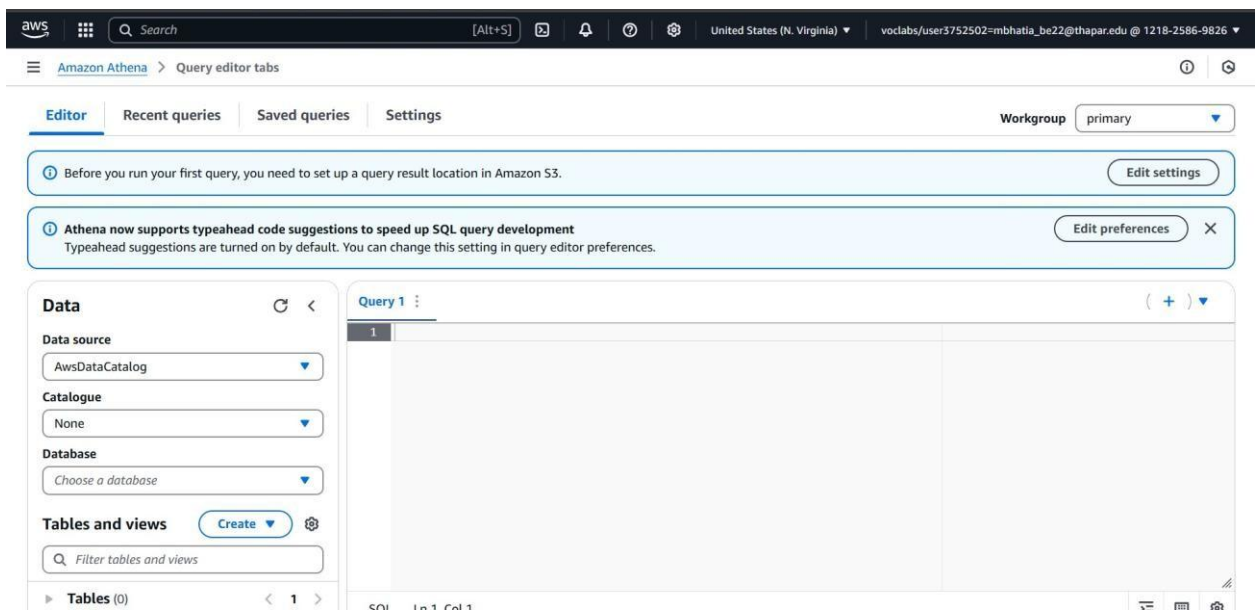 aws
Search [Alt+S] United States (N. Virginia) ▼ voclabs/user3752502=mbhatia_be22@thapar.edu @ 1218-2586-9826 ▼
Amazon Athena > Query editor tabs
Editor Recent queries Saved queries Settings Workgroup primary
Before you run your first query, you need to set up a query result location in Amazon S3. Edit settings
Athena now supports typeahead code suggestions to speed up SQL query development Edit preferences
Typeahead suggestions are turned on by default. You can change this setting in query editor preferences.
Data
Query 1
1
Data source
AwsDataCatalog
Catalogue
None
Database
Choose a database
Tables and views Create
Filter tables and views
Tables (0) < 1 >
SQL Ln 1, Col 1